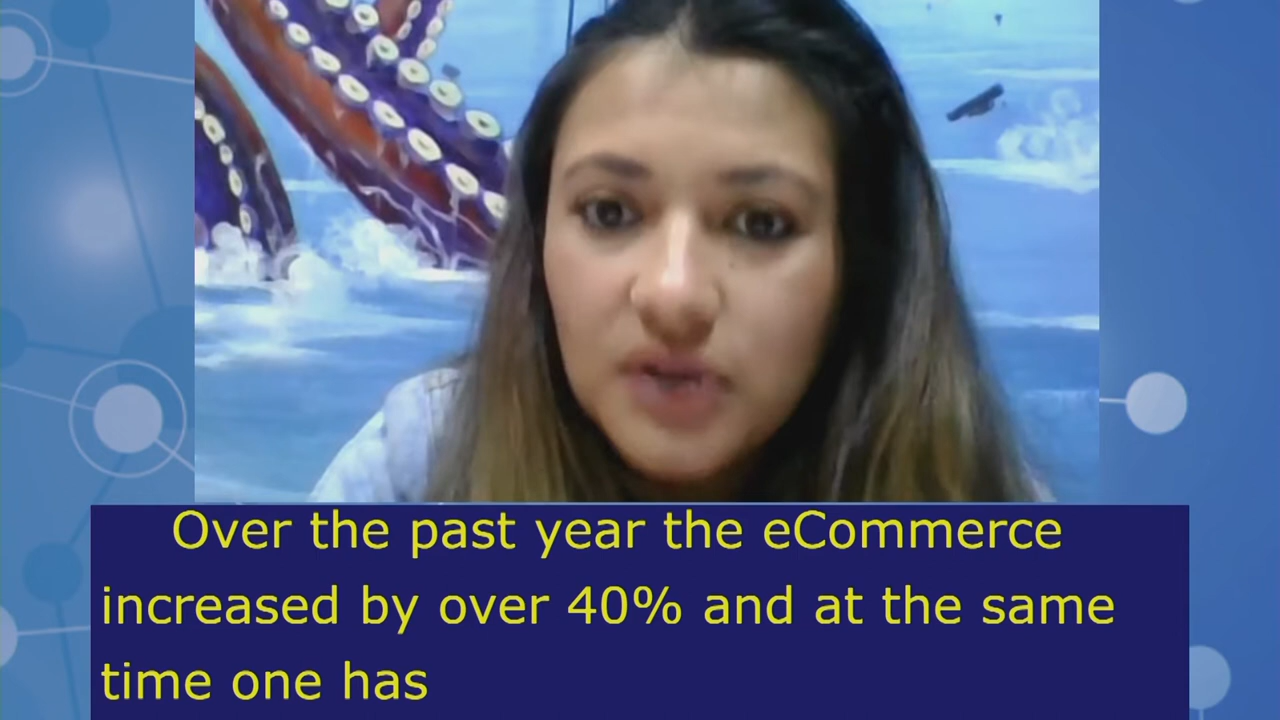 Over the past year the eCommerce
increased by over 40% and at the same
time one has